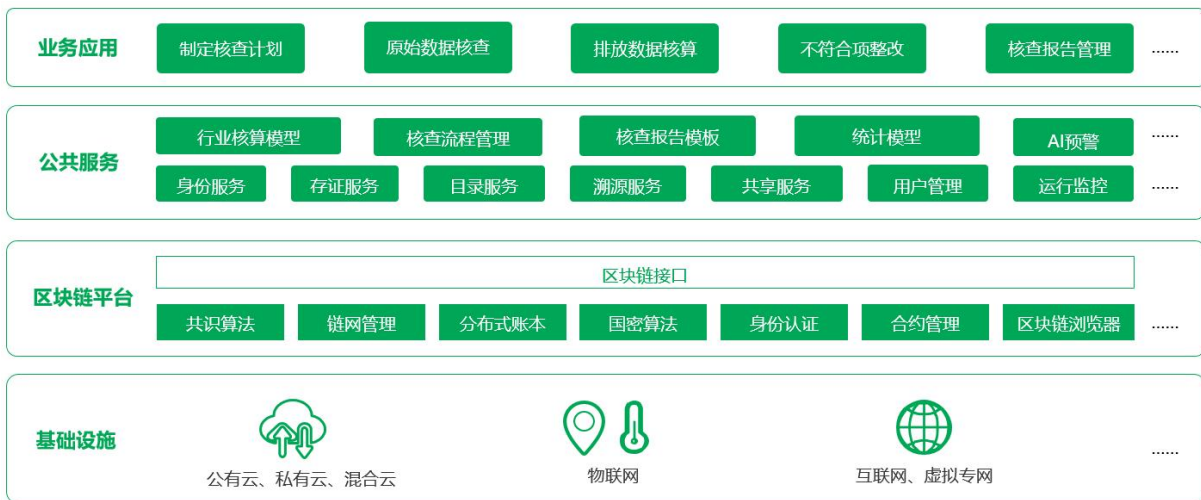 业务应用
制定核查计划 原始数据核查 排放数据核算 不符合项整改 核查报告管理 ......
公共服务
行业核算模型 核查流程管理 核查报告模板 统计模型 AI预警 ......
身份服务 存证服务 目录服务 溯源服务 共享服务 用户管理 运行监控 ......
区块链平台
区块链接口
共识算法 链网管理 分布式账本 国密算法 身份认证 合约管理 区块链浏览器 ......
基础设施
公有云、私有云、混合云 物联网 互联网、虚拟专网 ......